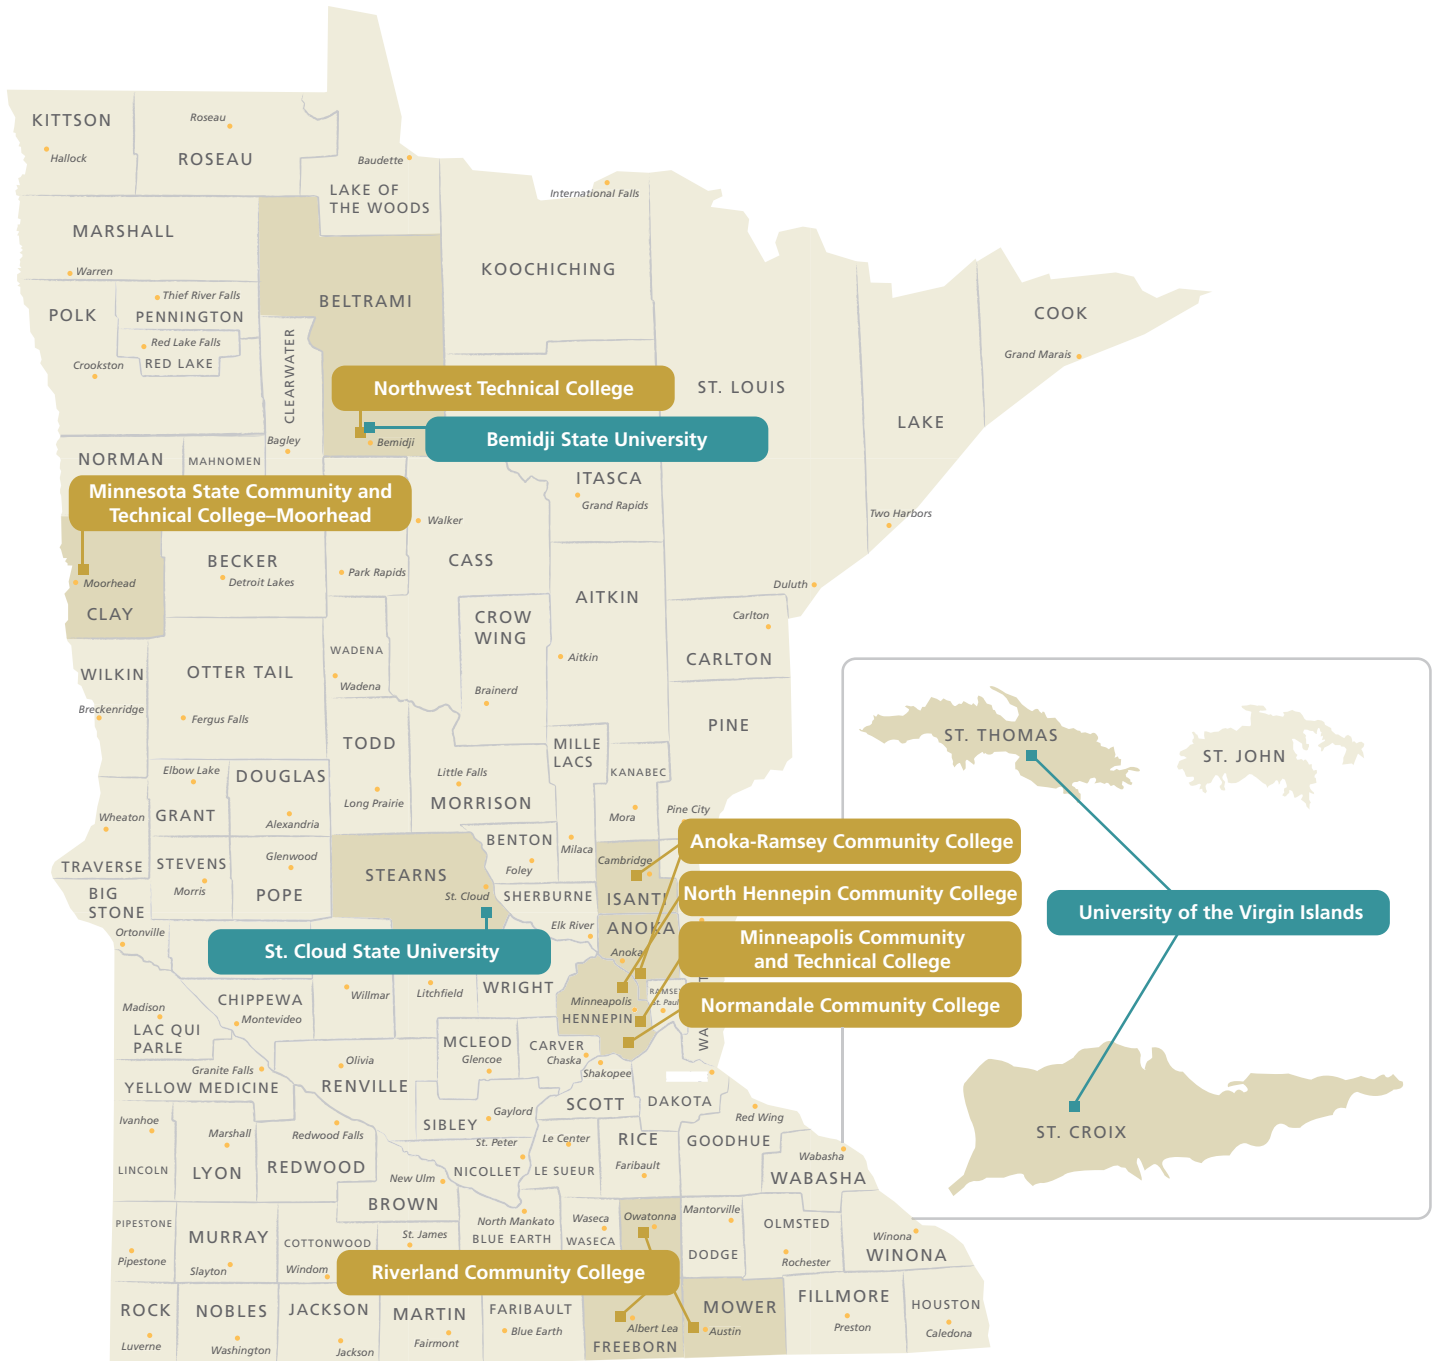 KITTSON
Hallock
Roseau
ROSEAU
Baudette
LAKE OF
THE WOODS
International Falls
MARSHALL
Warren
KOOCHICHING
BELTRAMI
POLK
Thief River Falls
PENNINGTON
Red Lake Falls
RED LAKE
Crookston
CLEARWATER
COOK
Grand Marais
ST. LOUIS
LAKE
Northwest Technical College
Bemidji State University
Bemidji
Bagley
NORMAN
MAHNOMEN
ITASCA
Grand Rapids
Minnesota State Community and
Technical College–Moorhead
Walker
Two Harbors
BECKER
Detroit Lakes
Park Rapids
CASS
Moorhead
CLAY
AITKIN
Aitkin
Duluth
Carlton
CARLTON
CROW
WING
Brainerd
WADENA
Wadena
WILKIN
Breckenridge
OTTER TAIL
Fergus Falls
PINE
TODD
Long Prairie
MILLE
LACS
KANABEC
Mora
Pine City
Elbow Lake
DOUGLAS
Alexandria
GRANT
Little Falls
MORRISON
Wheaton
TRAVERSE
STEVENS
Morris
Glenwood
POPE
BENTON
Foley
Milaca
STEARNS
St. Cloud
SHERBURNE
Elk River
Cambridge
ISANTI
ANOKA
Anoka
BIG
STONE
Ortonville
St. Cloud State University
Anoka-Ramsey Community College
North Hennepin Community College
Minneapolis Community
and Technical College
Normandale Community College
Madison
LAC QUI
PARLE
CHIPPEWA
Montevideo
Willmar
Litchfield
WRIGHT
Minneapolis
HENNEPIN
RAMSEY
St. Paul
WA
T
MCLEOD
Glencoe
CARVER
Chaska
Shakopee
Granite Falls
YELLOW MEDICINE
Olivia
RENVILLE
SIBLEY
Gaylord
SCOTT
DAKOTA
Red Wing
Ivanhoe
LINCOLN
Marshall
LYON
Redwood Falls
REDWOOD
St. Peter
NICOLLET
Le Center
LE SUEUR
RICE
Faribault
GOODHUE
Wabasha
WABASHA
New Ulm
BROWN
PIPESTONE
Pipestone
MURRAY
Slayton
COTTONWOOD
Windom
St. James
North Mankato
BLUE EARTH
Waseca
WASECA
Owatonna
Mantorville
DODGE
OLMSTED
Rochester
Winona
WINONA
Riverland Community College
ROCK
Luverne
NOBLES
Washington
JACKSON
Jackson
MARTIN
Fairmont
FARIBAULT
Blue Earth
Albert Lea
FREEBORN
MOWER
Austin
FILLMORE
Preston
HOUSTON
Caledona
ST. THOMAS
ST. JOHN
University of the Virgin Islands
ST. CROIX